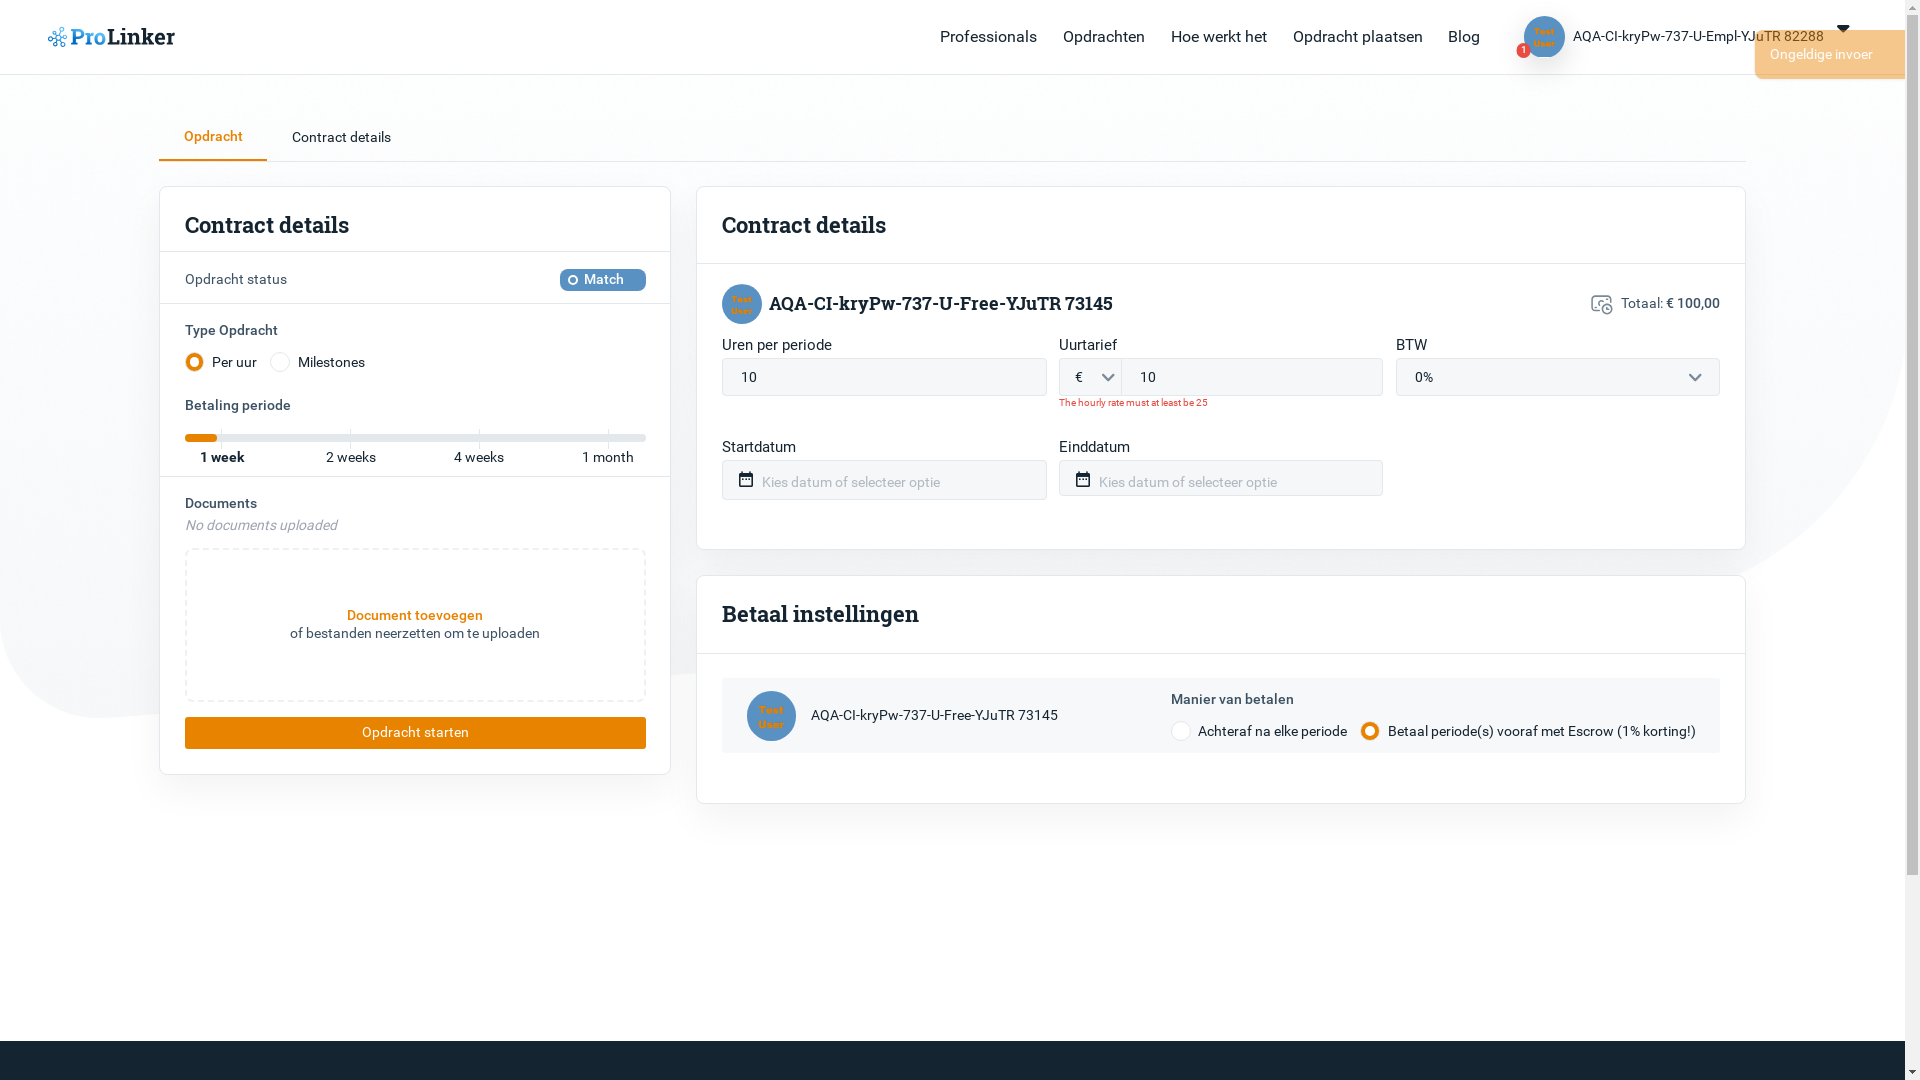 ProLinker
Professionals Opdrachten Hoe werkt het Opdracht plaatsen Blog
Test User
1
AQA-CI-kryPw-737-U-Empl-YJuTR 82288
Ongeldige invoer
Opdracht Contract details
Contract details
Opdracht status Match
Type Opdracht
Per uur Milestones
Betaling periode
1 week 2 weeks 4 weeks 1 month
Documents
No documents uploaded
Document toevoegen
of bestanden neerzetten om te uploaden
Opdracht starten
Contract details
Test User
AQA-CI-kryPw-737-U-Free-YJuTR 73145 Totaal: € 100,00
Uren per periode Uurtarief BTW
10 € 10 0%
The hourly rate must at least be 25
Startdatum Einddatum
Kies datum of selecteer optie Kies datum of selecteer optie
Betaal instellingen
Test User
AQA-CI-kryPw-737-U-Free-YJuTR 73145
Manier van betalen
Achteraf na elke periode Betaal periode(s) vooraf met Escrow (1% korting!)